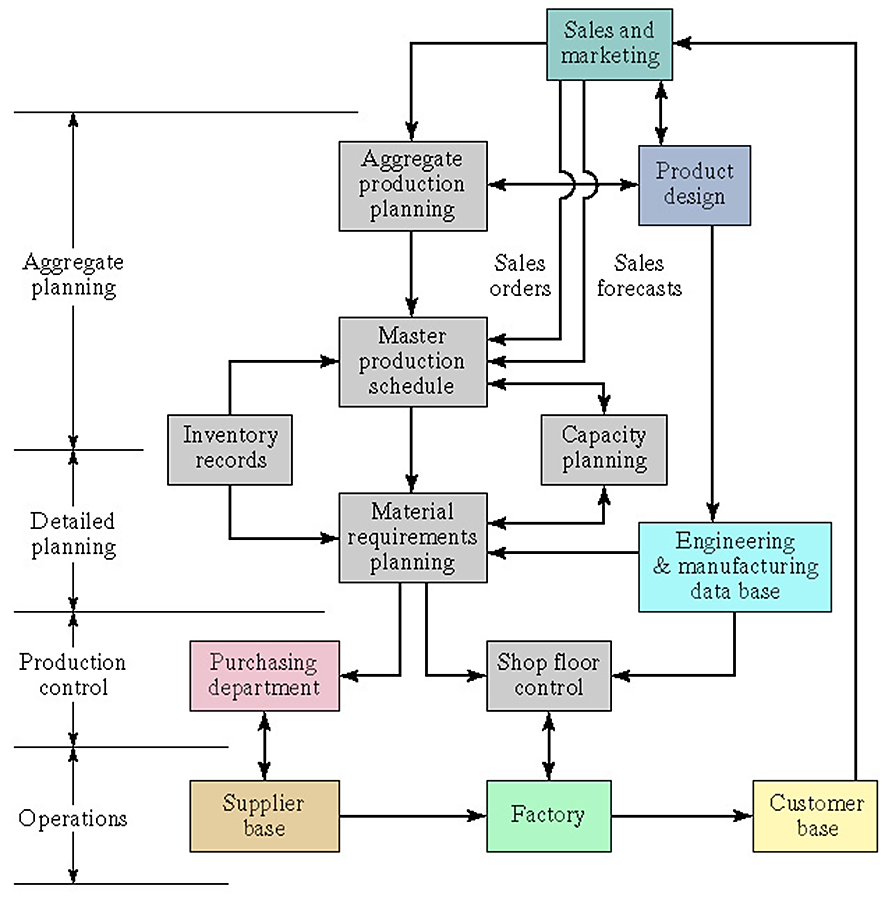 Sales and
marketing
Aggregate
production
planning
Product
design
Aggregate
planning
Sales
orders
Sales
forecasts
Master
production
schedule
Inventory
records
Capacity
planning
Detailed
planning
Material
requirements
planning
Engineering
& manufacturing
data base
Production
control
Purchasing
department
Shop floor
control
Operations
Supplier
base
Factory
Customer
base